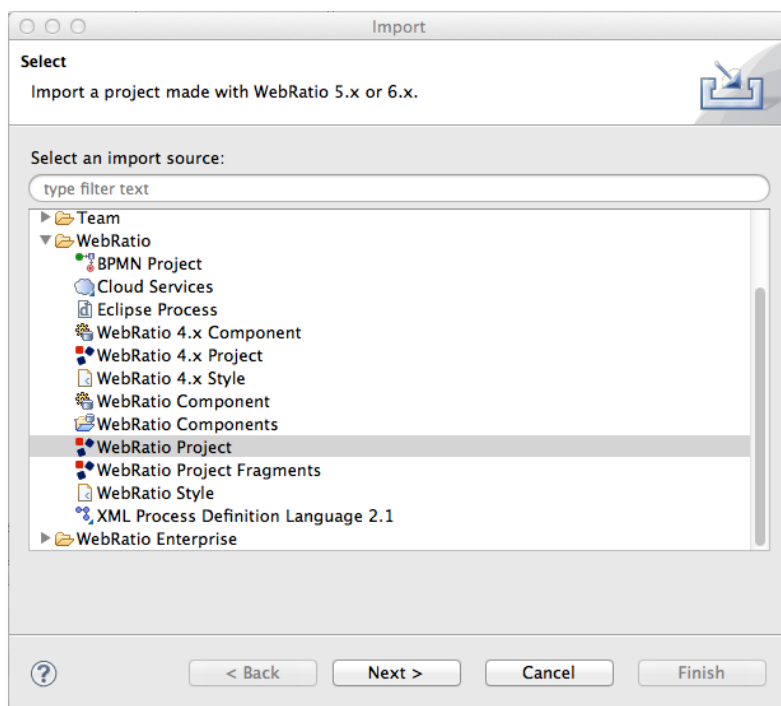 Import
Select
Import a project made with WebRatio 5.x or 6.x.
Select an import source:
type filter text
Team
WebRatio
BPMN Project
Cloud Services
Eclipse Process
WebRatio 4.x Component
WebRatio 4.x Project
WebRatio 4.x Style
WebRatio Component
WebRatio Components
WebRatio Project
WebRatio Project Fragments
WebRatio Style
XML Process Definition Language 2.1
WebRatio Enterprise
? < Back Next > Cancel Finish